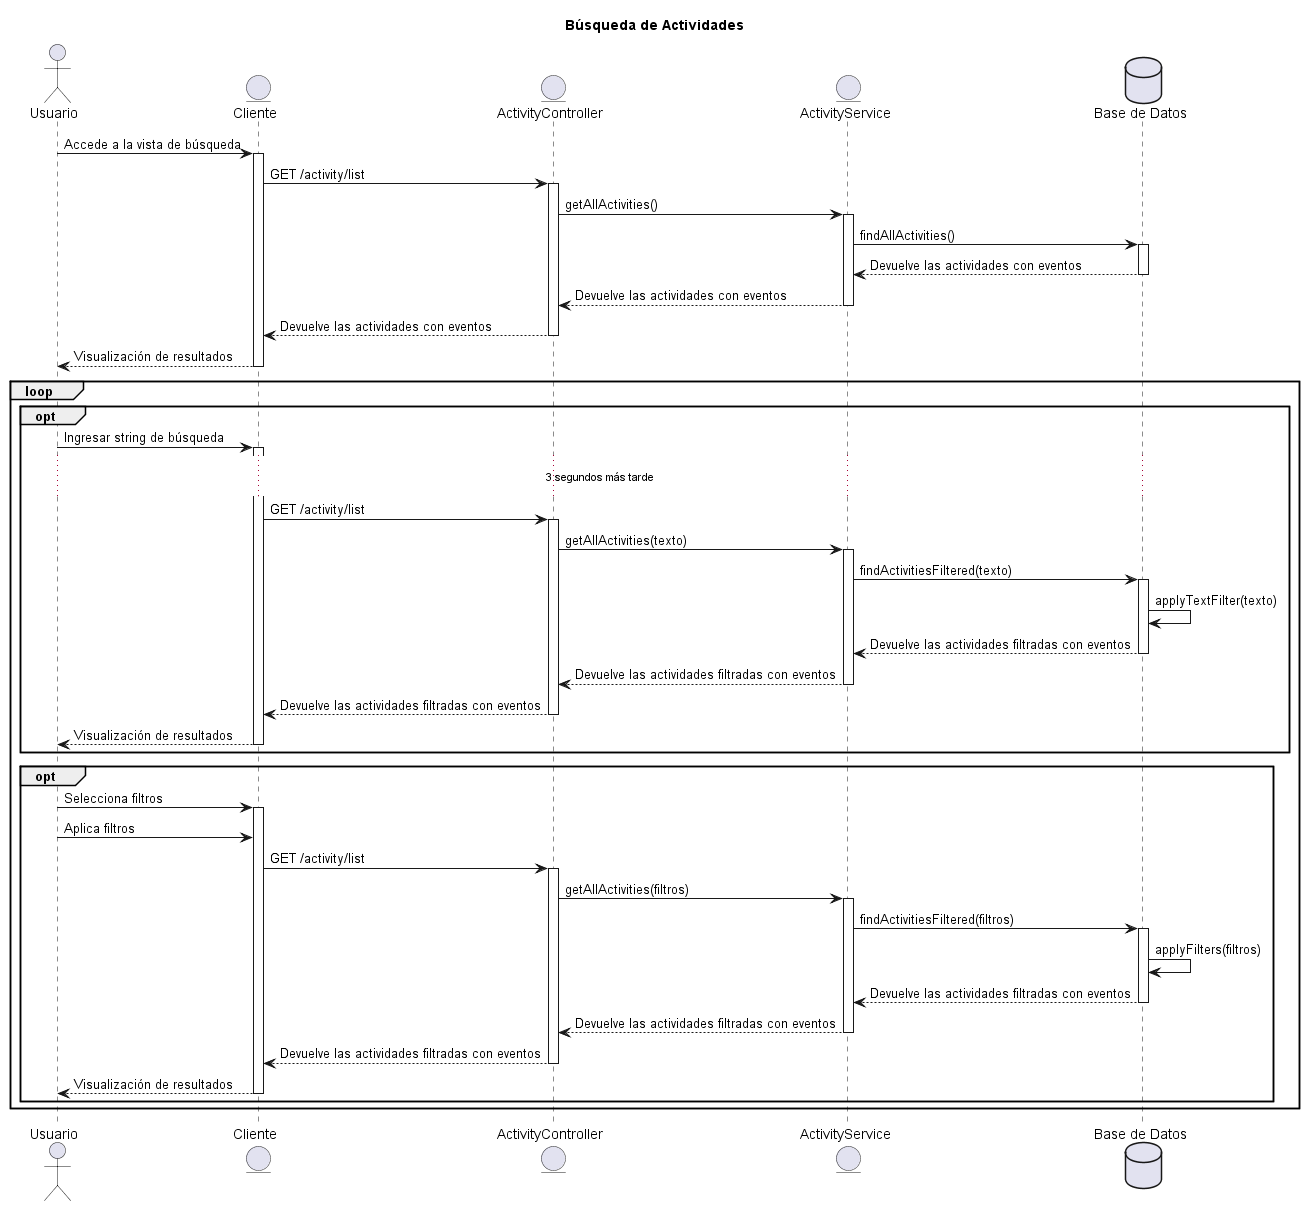 Búsqueda de Actividades
Usuario
Cliente
ActivityController
ActivityService
Base de Datos
Accede a la vista de búsqueda
GET /activity/list
getAllActivities()
findAllActivities()
Devuelve las actividades con eventos
Devuelve las actividades con eventos
Devuelve las actividades con eventos
Visualización de resultados
loop
opt
Ingresar string de búsqueda
3 segundos más tarde
GET /activity/list
getAllActivities(texto)
findActivitiesFiltered(texto)
applyTextFilter(texto)
Devuelve las actividades filtradas con eventos
Devuelve las actividades filtradas con eventos
Devuelve las actividades filtradas con eventos
Visualización de resultados
opt
Selecciona filtros
Aplica filtros
GET /activity/list
getAllActivities(filtros)
findActivitiesFiltered(filtros)
applyFilters(filtros)
Devuelve las actividades filtradas con eventos
Devuelve las actividades filtradas con eventos
Devuelve las actividades filtradas con eventos
Visualización de resultados
Usuario
Cliente
ActivityController
ActivityService
Base de Datos